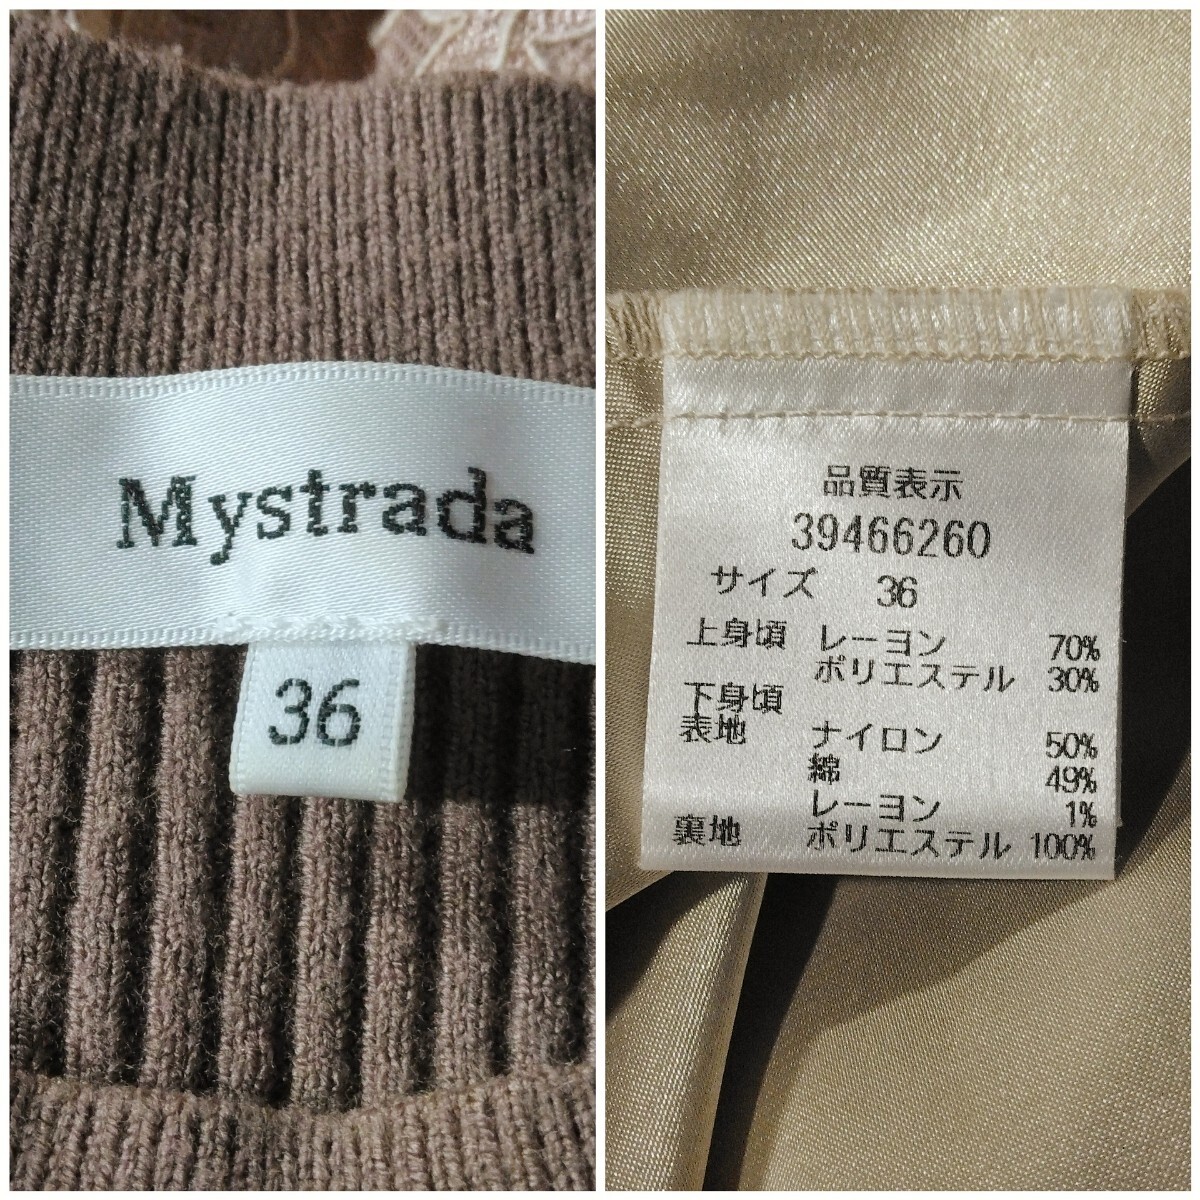 Mystrada
36
品質表示
39466260
サイズ 36
上身頃 レーヨン 70%
ポリエステル 30%
下身頃
表地 ナイロン 50%
綿 49%
レーヨン 1%
裏地 ポリエステル 100%